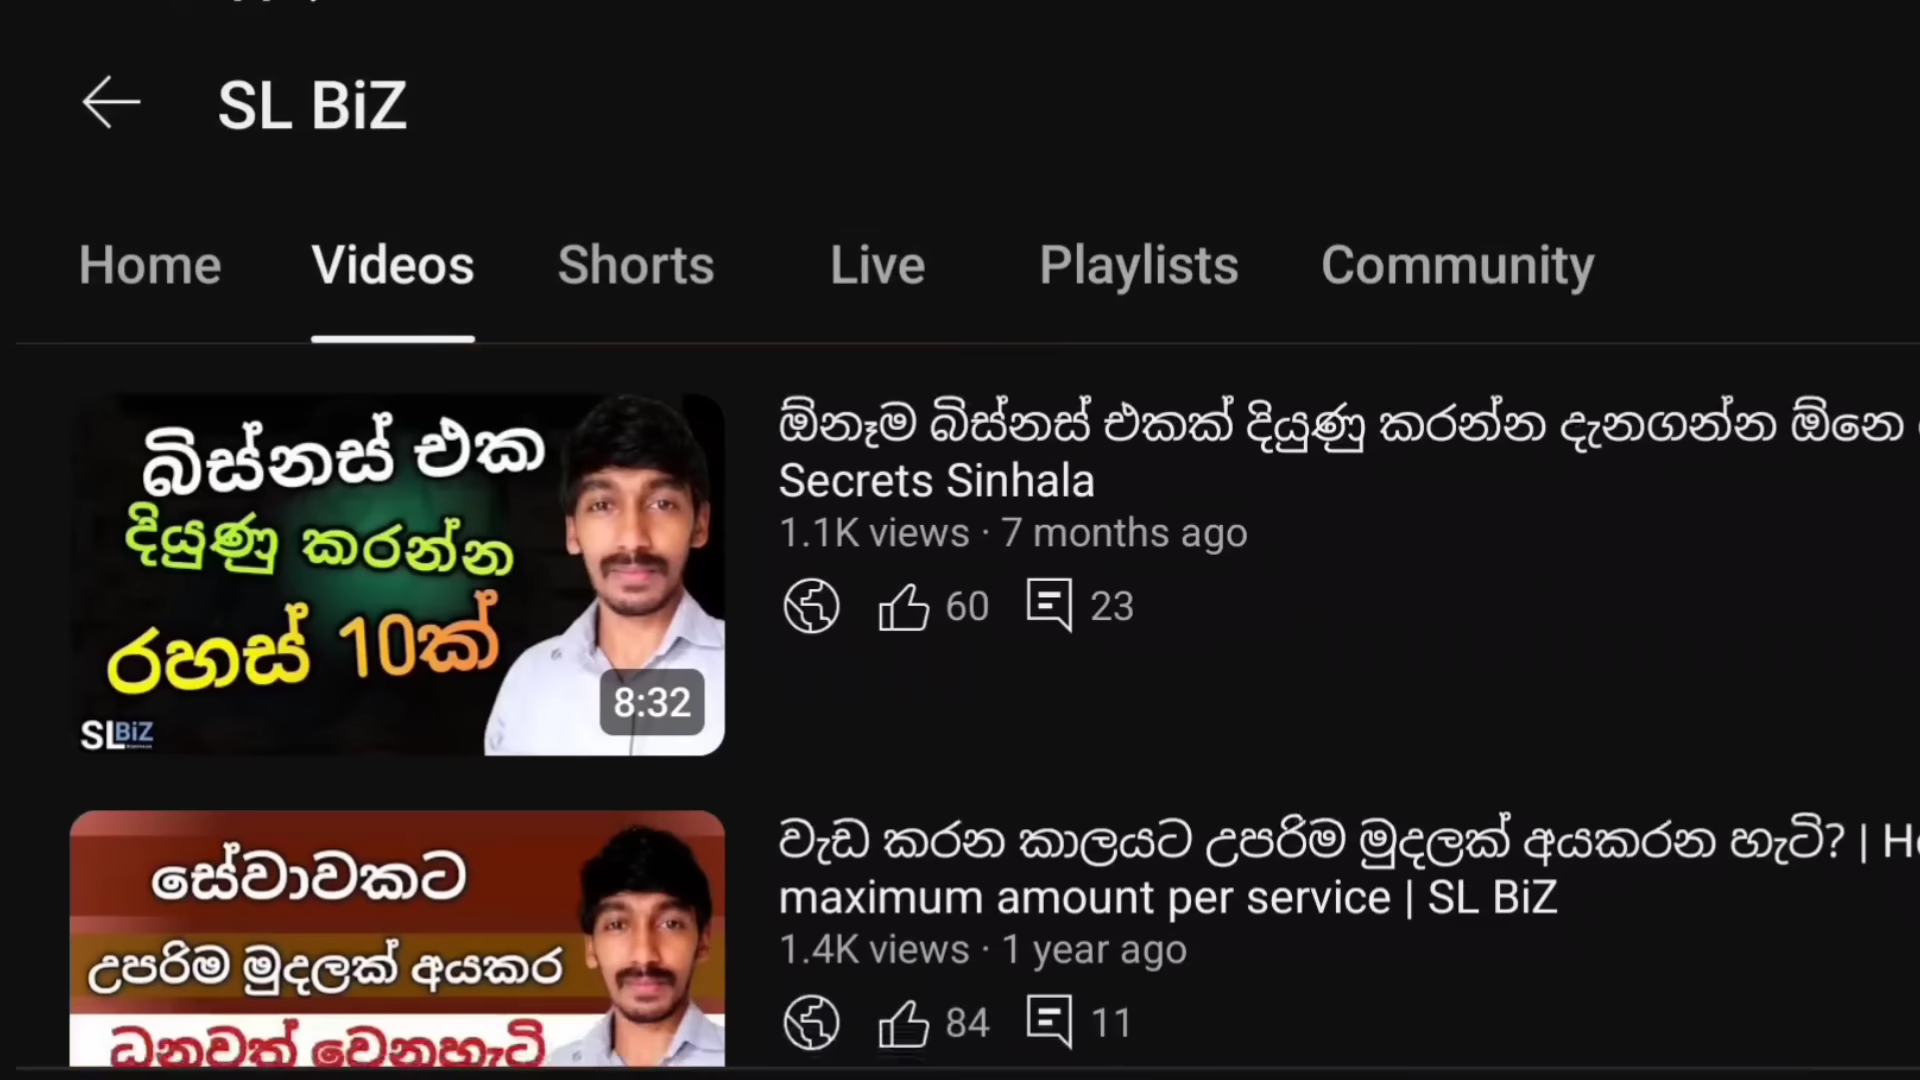 SL BiZ
Home Videos Shorts Live Playlists Community
බිස්නස් එක
දියුණු කරන්න
රහස් 10ක්
SL BiZ
8:32
ඕනෑම බිස්නස් එකක් දියුණු කරන්න දැනගන්න ඕනෙ
Secrets Sinhala
1.1K views · 7 months ago
60 23
සේවාවකට
උපරිම මුදලක් අයකර
ධනවත් වෙනහැටි
වැඩ කරන කාලයට උපරිම මුදලක් අයකරන හැටි? |
maximum amount per service | SL BiZ
1.4K views · 1 year ago
84 11